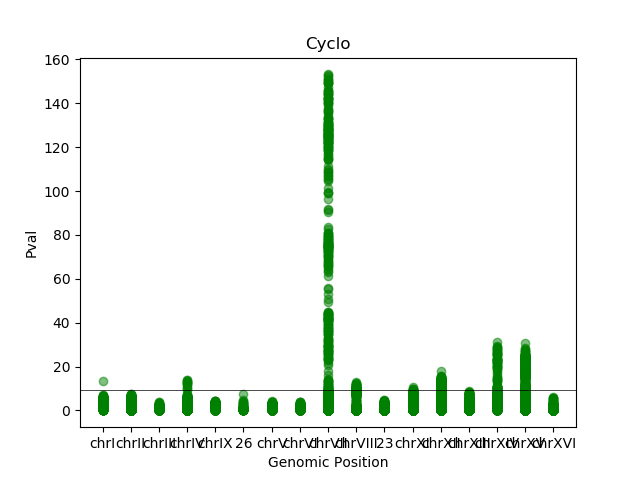 Cyclo
160
140
120
100
80
60
40
20
0
Pval
chrI chrII chrIII chrIV chrIX 26 chrV chrVI chrVII chrVIII 23 chrXI chrXII chrXIII chrXIV chrXV chrXVI
Genomic Position